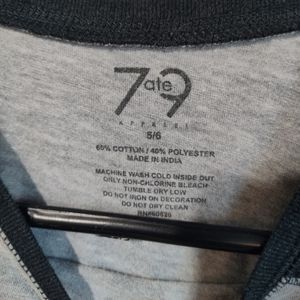 7ate9
APPAREL
5/6
60% COTTON / 40% POLYESTER
MADE IN INDIA
MACHINE WASH COLD INSIDE OUT
ONLY NON-CHLORINE BLEACH
TUMBLE DRY LOW
DO NOT IRON ON DECORATION
DO NOT DRY CLEAN